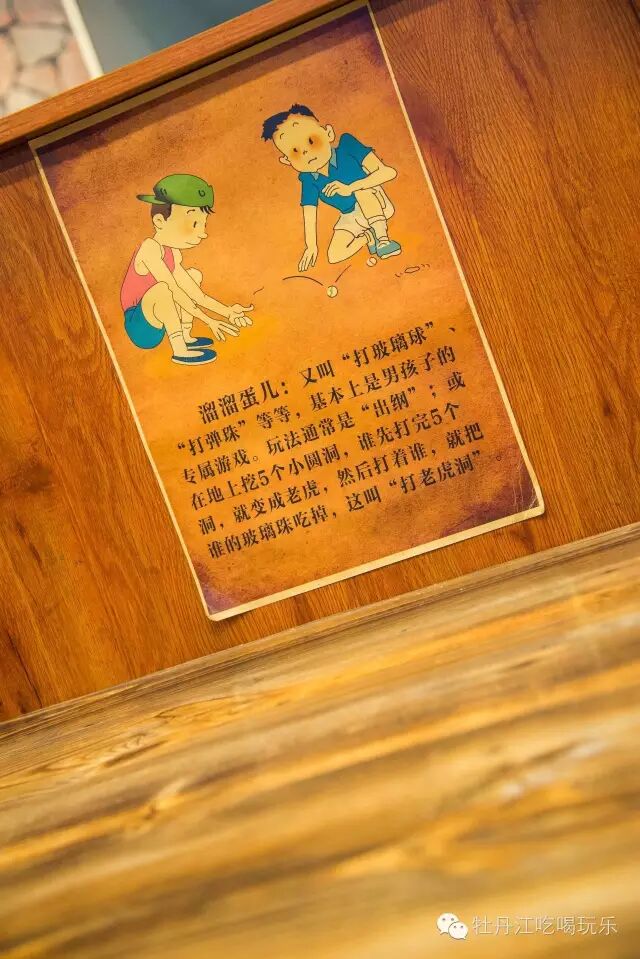 溜溜蛋儿：又叫“打玻璃球”、
“打弹珠”等等，基本上是男孩子的
专属游戏。玩法通常是“出纲”；或
在地上挖5个小圆洞，谁先打完5个
洞，就变成老虎，然后打着谁，就把
谁的玻璃珠吃掉，这叫“打老虎洞”。
牡丹江吃喝玩乐